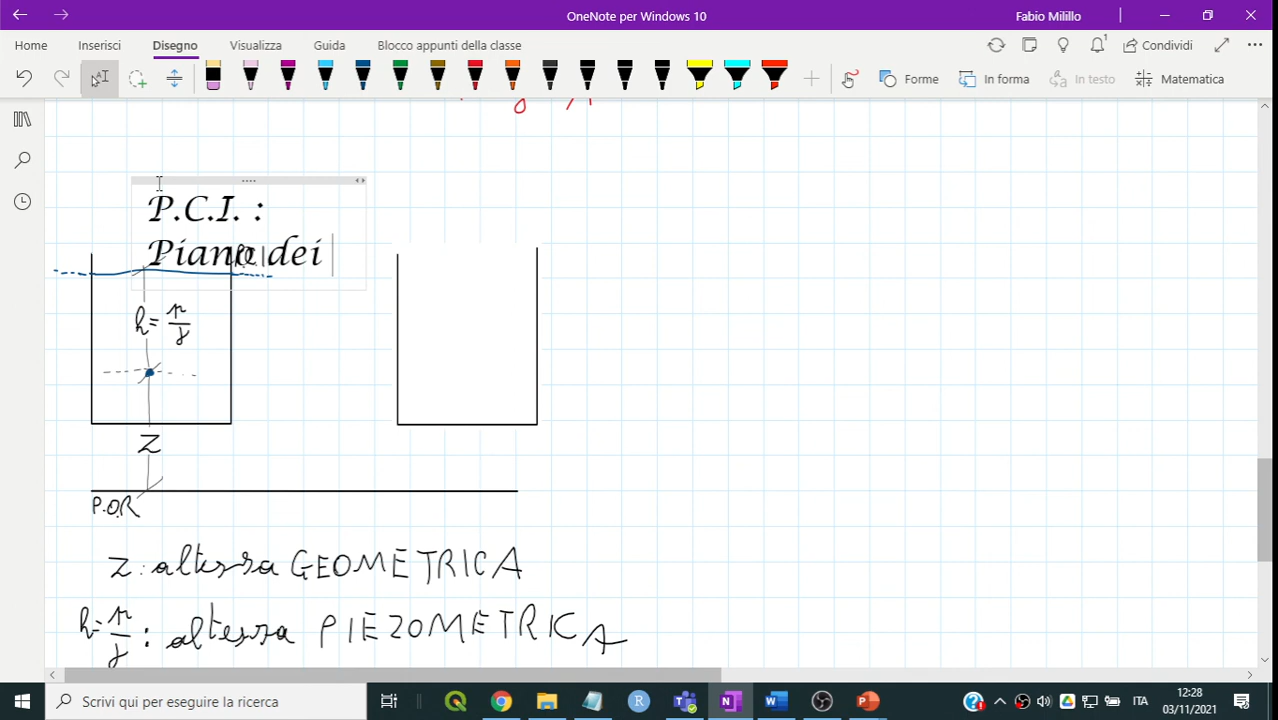 OneNote per Windows 10
Fabio Milillo
Home Inserisci Disegno Visualizza Guida Blocco appunti della classe
Condividi
Forme In forma In testo Matematica
P.C.I. :
Piano dei
h = p/γ
Z
P.O.R
z: altezza GEOMETRICA
h = p/γ : altezza PIEZOMETRICA
Scrivi qui per eseguire la ricerca
ITA
12:28
03/11/2021